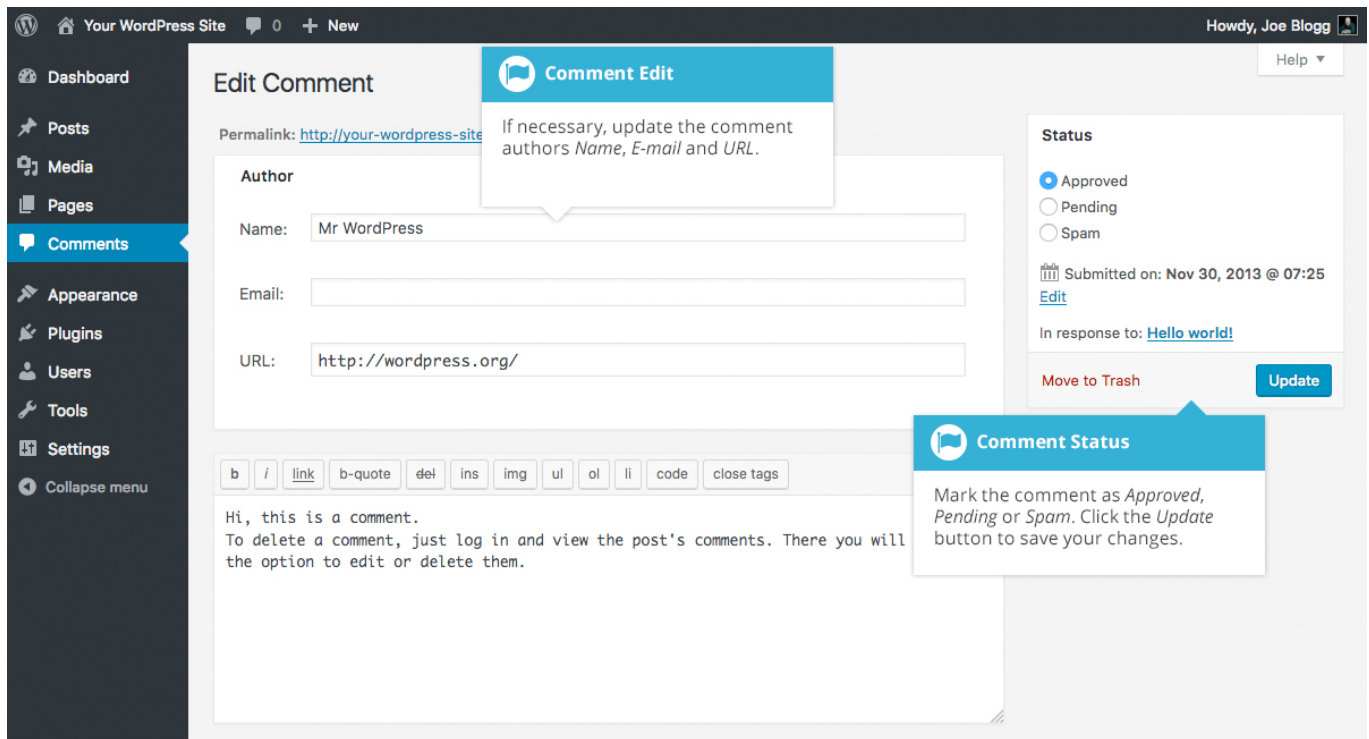 Your WordPress Site 0 + New Howdy, Joe Blogg
Dashboard
Posts
Media
Pages
Comments
Appearance
Plugins
Users
Tools
Settings
Collapse menu
Help
Edit Comment
Permalink: http://your-wordpress-site
Comment Edit
If necessary, update the comment
authors Name, E-mail and URL.
Author
Name: Mr WordPress
Email:
URL: http://wordpress.org/
b i link b-quote del ins img ul ol li code close tags
Hi, this is a comment.
To delete a comment, just log in and view the post's comments. There you will
the option to edit or delete them.
Status
Approved
Pending
Spam
Submitted on: Nov 30, 2013 @ 07:25
Edit
In response to: Hello world!
Move to Trash Update
Comment Status
Mark the comment as Approved,
Pending or Spam. Click the Update
button to save your changes.